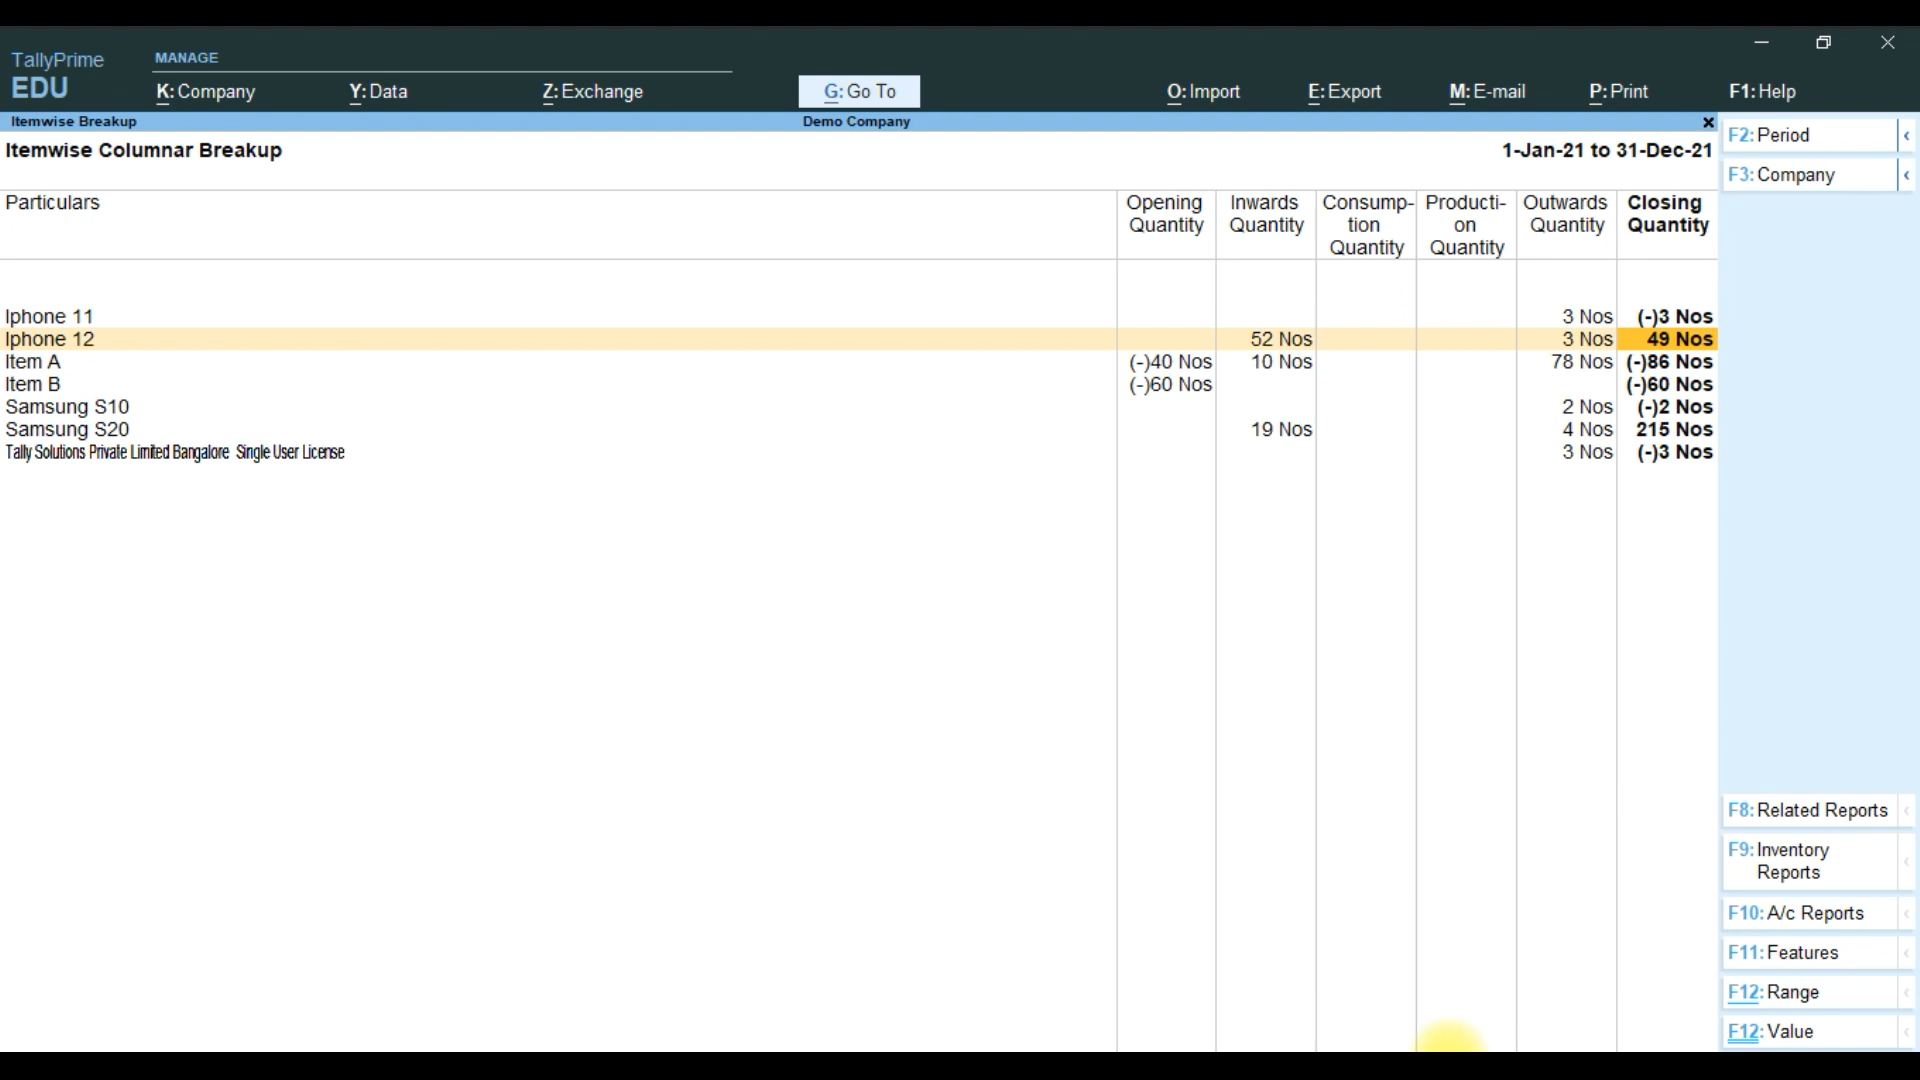 TallyPrime
EDU
MANAGE
K: Company
Y: Data
Z: Exchange
G: Go To
O: Import
E: Export
M: E-mail
P: Print
F1: Help
Itemwise Breakup
Demo Company
Itemwise Columnar Breakup
1-Jan-21 to 31-Dec-21
Particulars
Opening Quantity
Inwards Quantity
Consump-
tion
Quantity
Producti-
on
Quantity
Outwards Quantity
Closing Quantity
Iphone 11 3 Nos (-)3 Nos
Iphone 12 52 Nos 3 Nos 49 Nos
Item A (-)40 Nos 10 Nos 78 Nos (-)86 Nos
Item B (-)60 Nos (-)60 Nos
Samsung S10 2 Nos (-)2 Nos
Samsung S20 19 Nos 4 Nos 215 Nos
Tally Solutions Private Limited Bangalore Single User License 3 Nos (-)3 Nos
F2: Period
F3: Company
F8: Related Reports
F9: Inventory
Reports
F10: A/c Reports
F11: Features
F12: Range
F12: Value